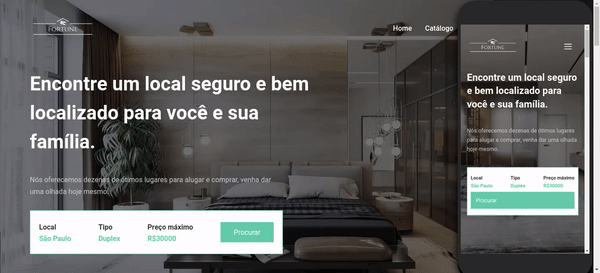 FORTUNE
Home Catálogo
Encontre um local seguro e bem
localizado para você e sua
família.
Nós oferecemos dezenas de ótimos lugares para alugar e comprar, venha dar
uma olhada hoje mesmo.
Local Tipo Preço máximo
São Paulo Duplex R$30000
Procurar
FORTUNE
Encontre um local seguro
e bem localizado para
você e sua família.
Nós oferecemos dezenas de ótimos lugares
para alugar e comprar, venha dar uma olhada
hoje mesmo.
Local Tipo Preço máximo
São Paulo Duplex R$30000
Procurar